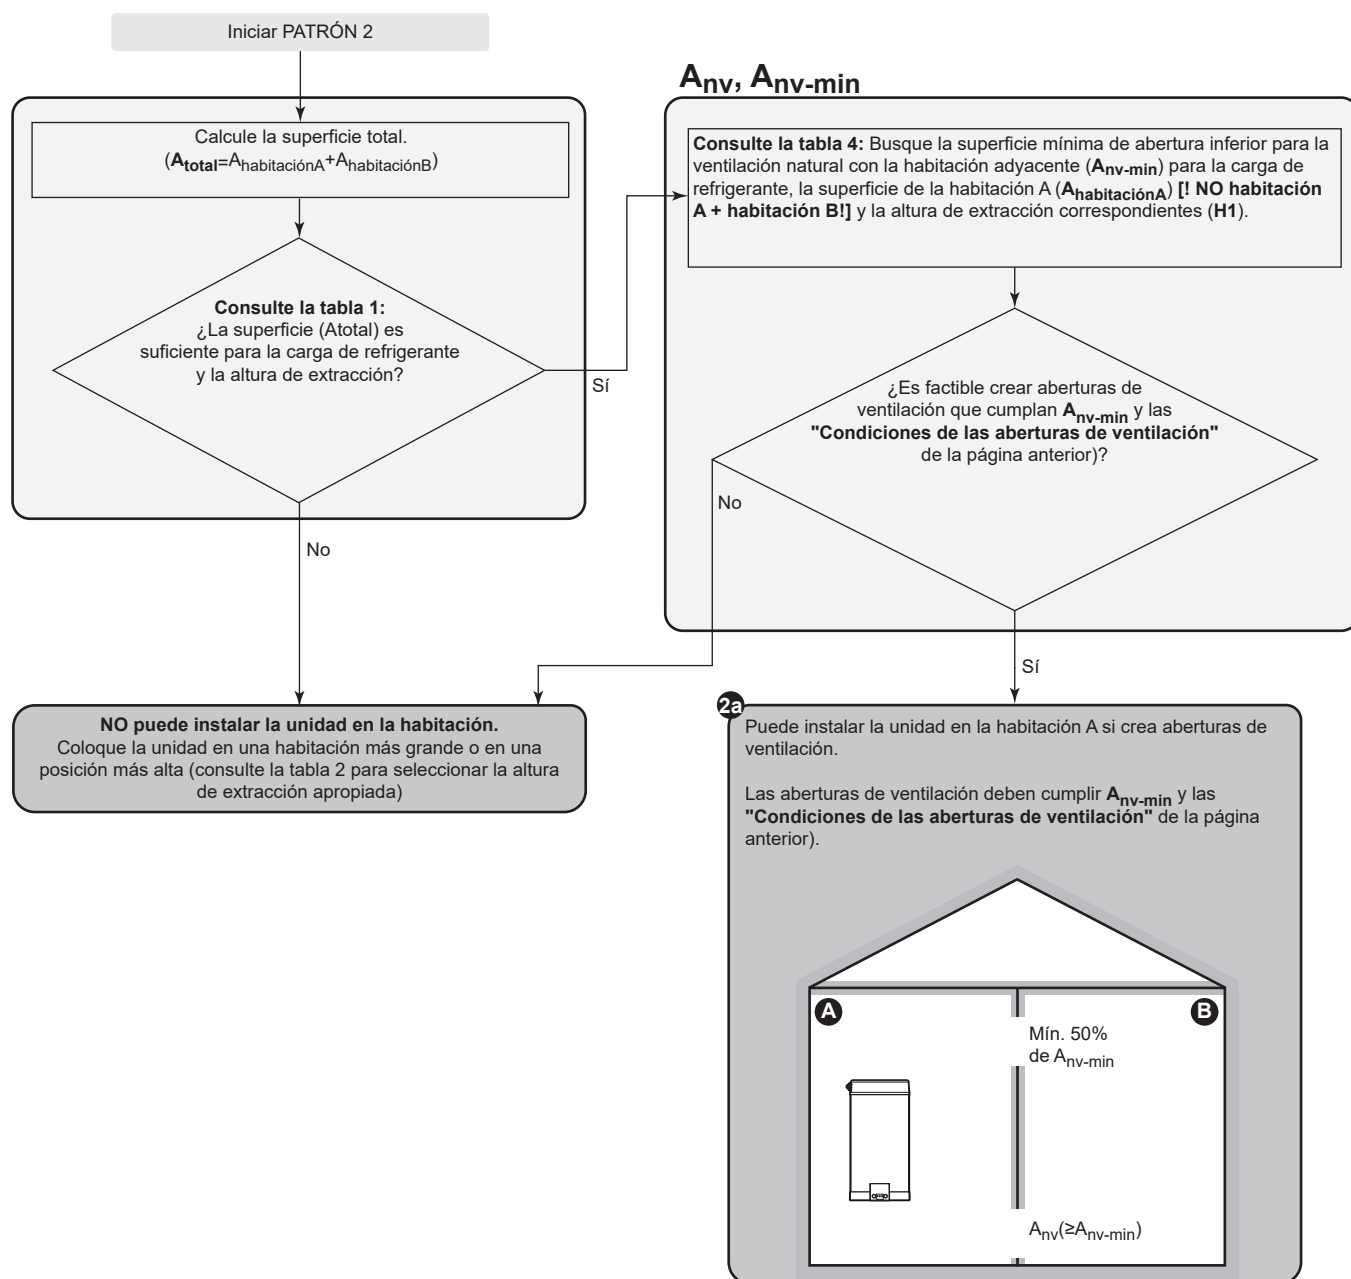 Iniciar PATRÓN 2
Calcule la superficie total.
(Atotal=AhabitaciónA+AhabitaciónB)
Consulte la tabla 1:
¿La superficie (Atotal) es
suficiente para la carga de refrigerante
y la altura de extracción?
Sí
No
Anv, Anv-min
Consulte la tabla 4: Busque la superficie mínima de abertura inferior para la
ventilación natural con la habitación adyacente (Anv-min) para la carga de
refrigerante, la superficie de la habitación A (AhabitaciónA) [! NO habitación
A + habitación B!] y la altura de extracción correspondientes (H1).
¿Es factible crear aberturas de
ventilación que cumplan Anv-min y las
"Condiciones de las aberturas de ventilación"
de la página anterior)?
No
Sí
NO puede instalar la unidad en la habitación.
Coloque la unidad en una habitación más grande o en una
posición más alta (consulte la tabla 2 para seleccionar la altura
de extracción apropiada)
2a
Puede instalar la unidad en la habitación A si crea aberturas de
ventilación.
Las aberturas de ventilación deben cumplir Anv-min y las
"Condiciones de las aberturas de ventilación" de la página
anterior).
A
B
Mín. 50%
de Anv-min
Anv(≥Anv-min)